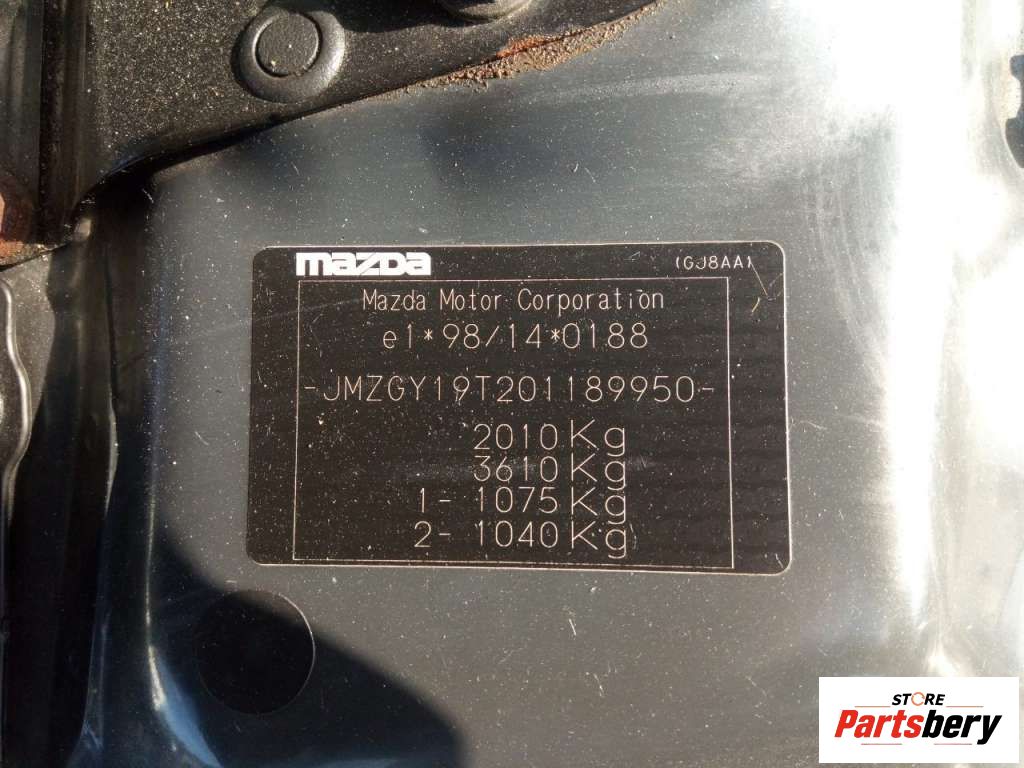 mazda
(GJ8AA)
Mazda Motor Corporation
e1*98/14*0188
-JMZGY19T201189950-
2010Kg
3610Kg
1- 1075Kg
2- 1040Kg
STORE
Partsbery